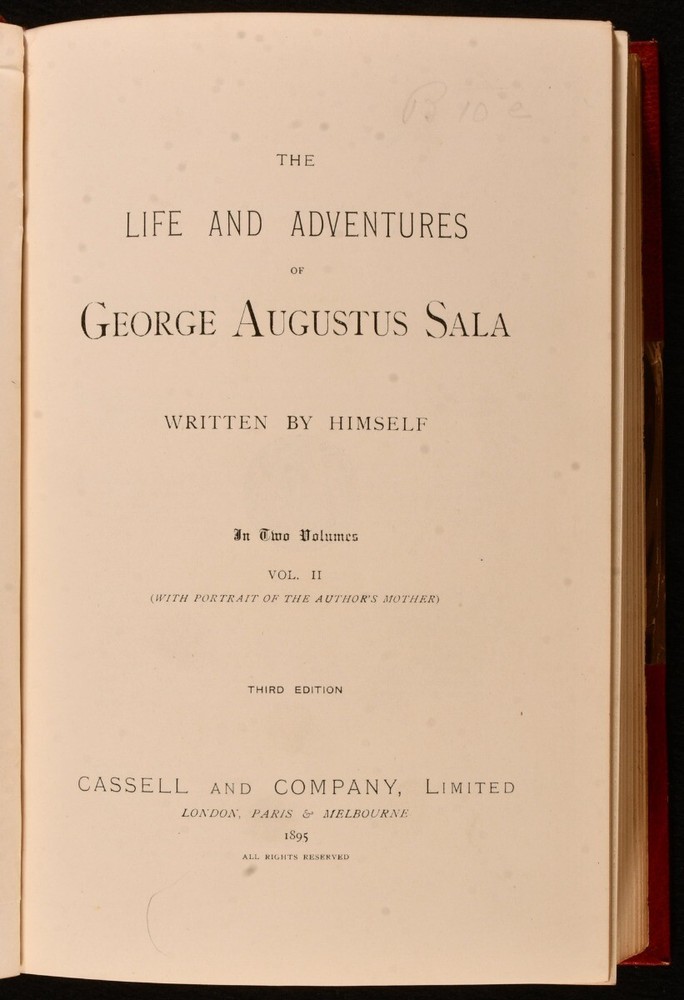 B 10 e
THE
LIFE AND ADVENTURES
OF
GEORGE AUGUSTUS SALA
WRITTEN BY HIMSELF
In Two Volumes
VOL. II
(WITH PORTRAIT OF THE AUTHOR'S MOTHER)
THIRD EDITION
CASSELL AND COMPANY, LIMITED
LONDON, PARIS & MELBOURNE
1895
ALL RIGHTS RESERVED